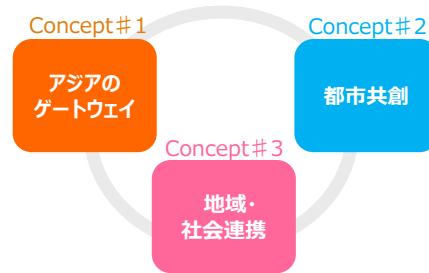 Concept♯1
アジアの
ゲートウェイ
Concept♯2
都市共創
Concept♯3
地域・
社会連携